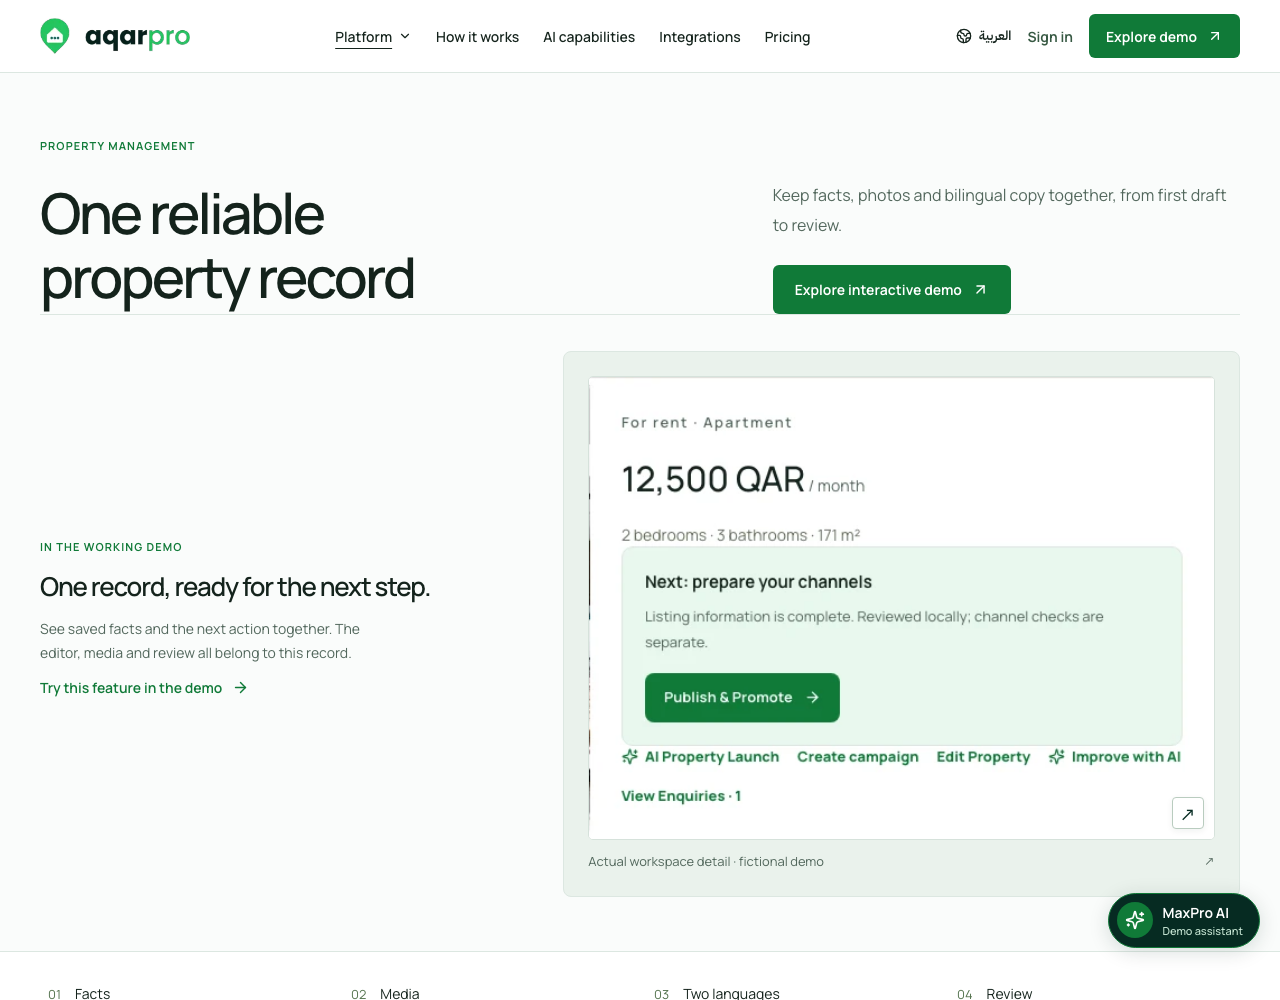 aqarpro
Platform
How it works
AI capabilities
Integrations
Pricing
العربية
Sign in
Explore demo
PROPERTY MANAGEMENT
One reliable
property record
Keep facts, photos and bilingual copy together, from first draft
to review.
Explore interactive demo
IN THE WORKING DEMO
One record, ready for the next step.
See saved facts and the next action together. The
editor, media and review all belong to this record.
Try this feature in the demo
For rent · Apartment
12,500 QAR / month
2 bedrooms · 3 bathrooms · 171 m²
Next: prepare your channels
Listing information is complete. Reviewed locally; channel checks are
separate.
Publish & Promote
AI Property Launch
Create campaign
Edit Property
Improve with AI
View Enquiries · 1
Actual workspace detail · fictional demo
MaxPro AI
Demo assistant
01 Facts
02 Media
03 Two languages
04 Review